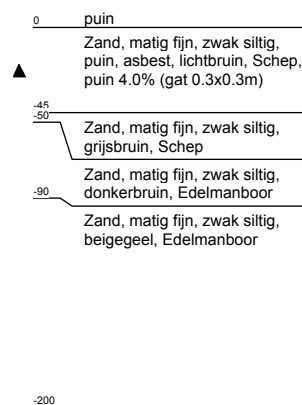 0 puin
Zand, matig fijn, zwak siltig,
puin, asbest, lichtbruin, Schep,
puin 4.0% (gat 0.3x0.3m)
-45
-50
Zand, matig fijn, zwak siltig,
grijsbruin, Schep
Zand, matig fijn, zwak siltig,
-90 donkerbruin, Edelmanboor
Zand, matig fijn, zwak siltig,
beigegeel, Edelmanboor
-200